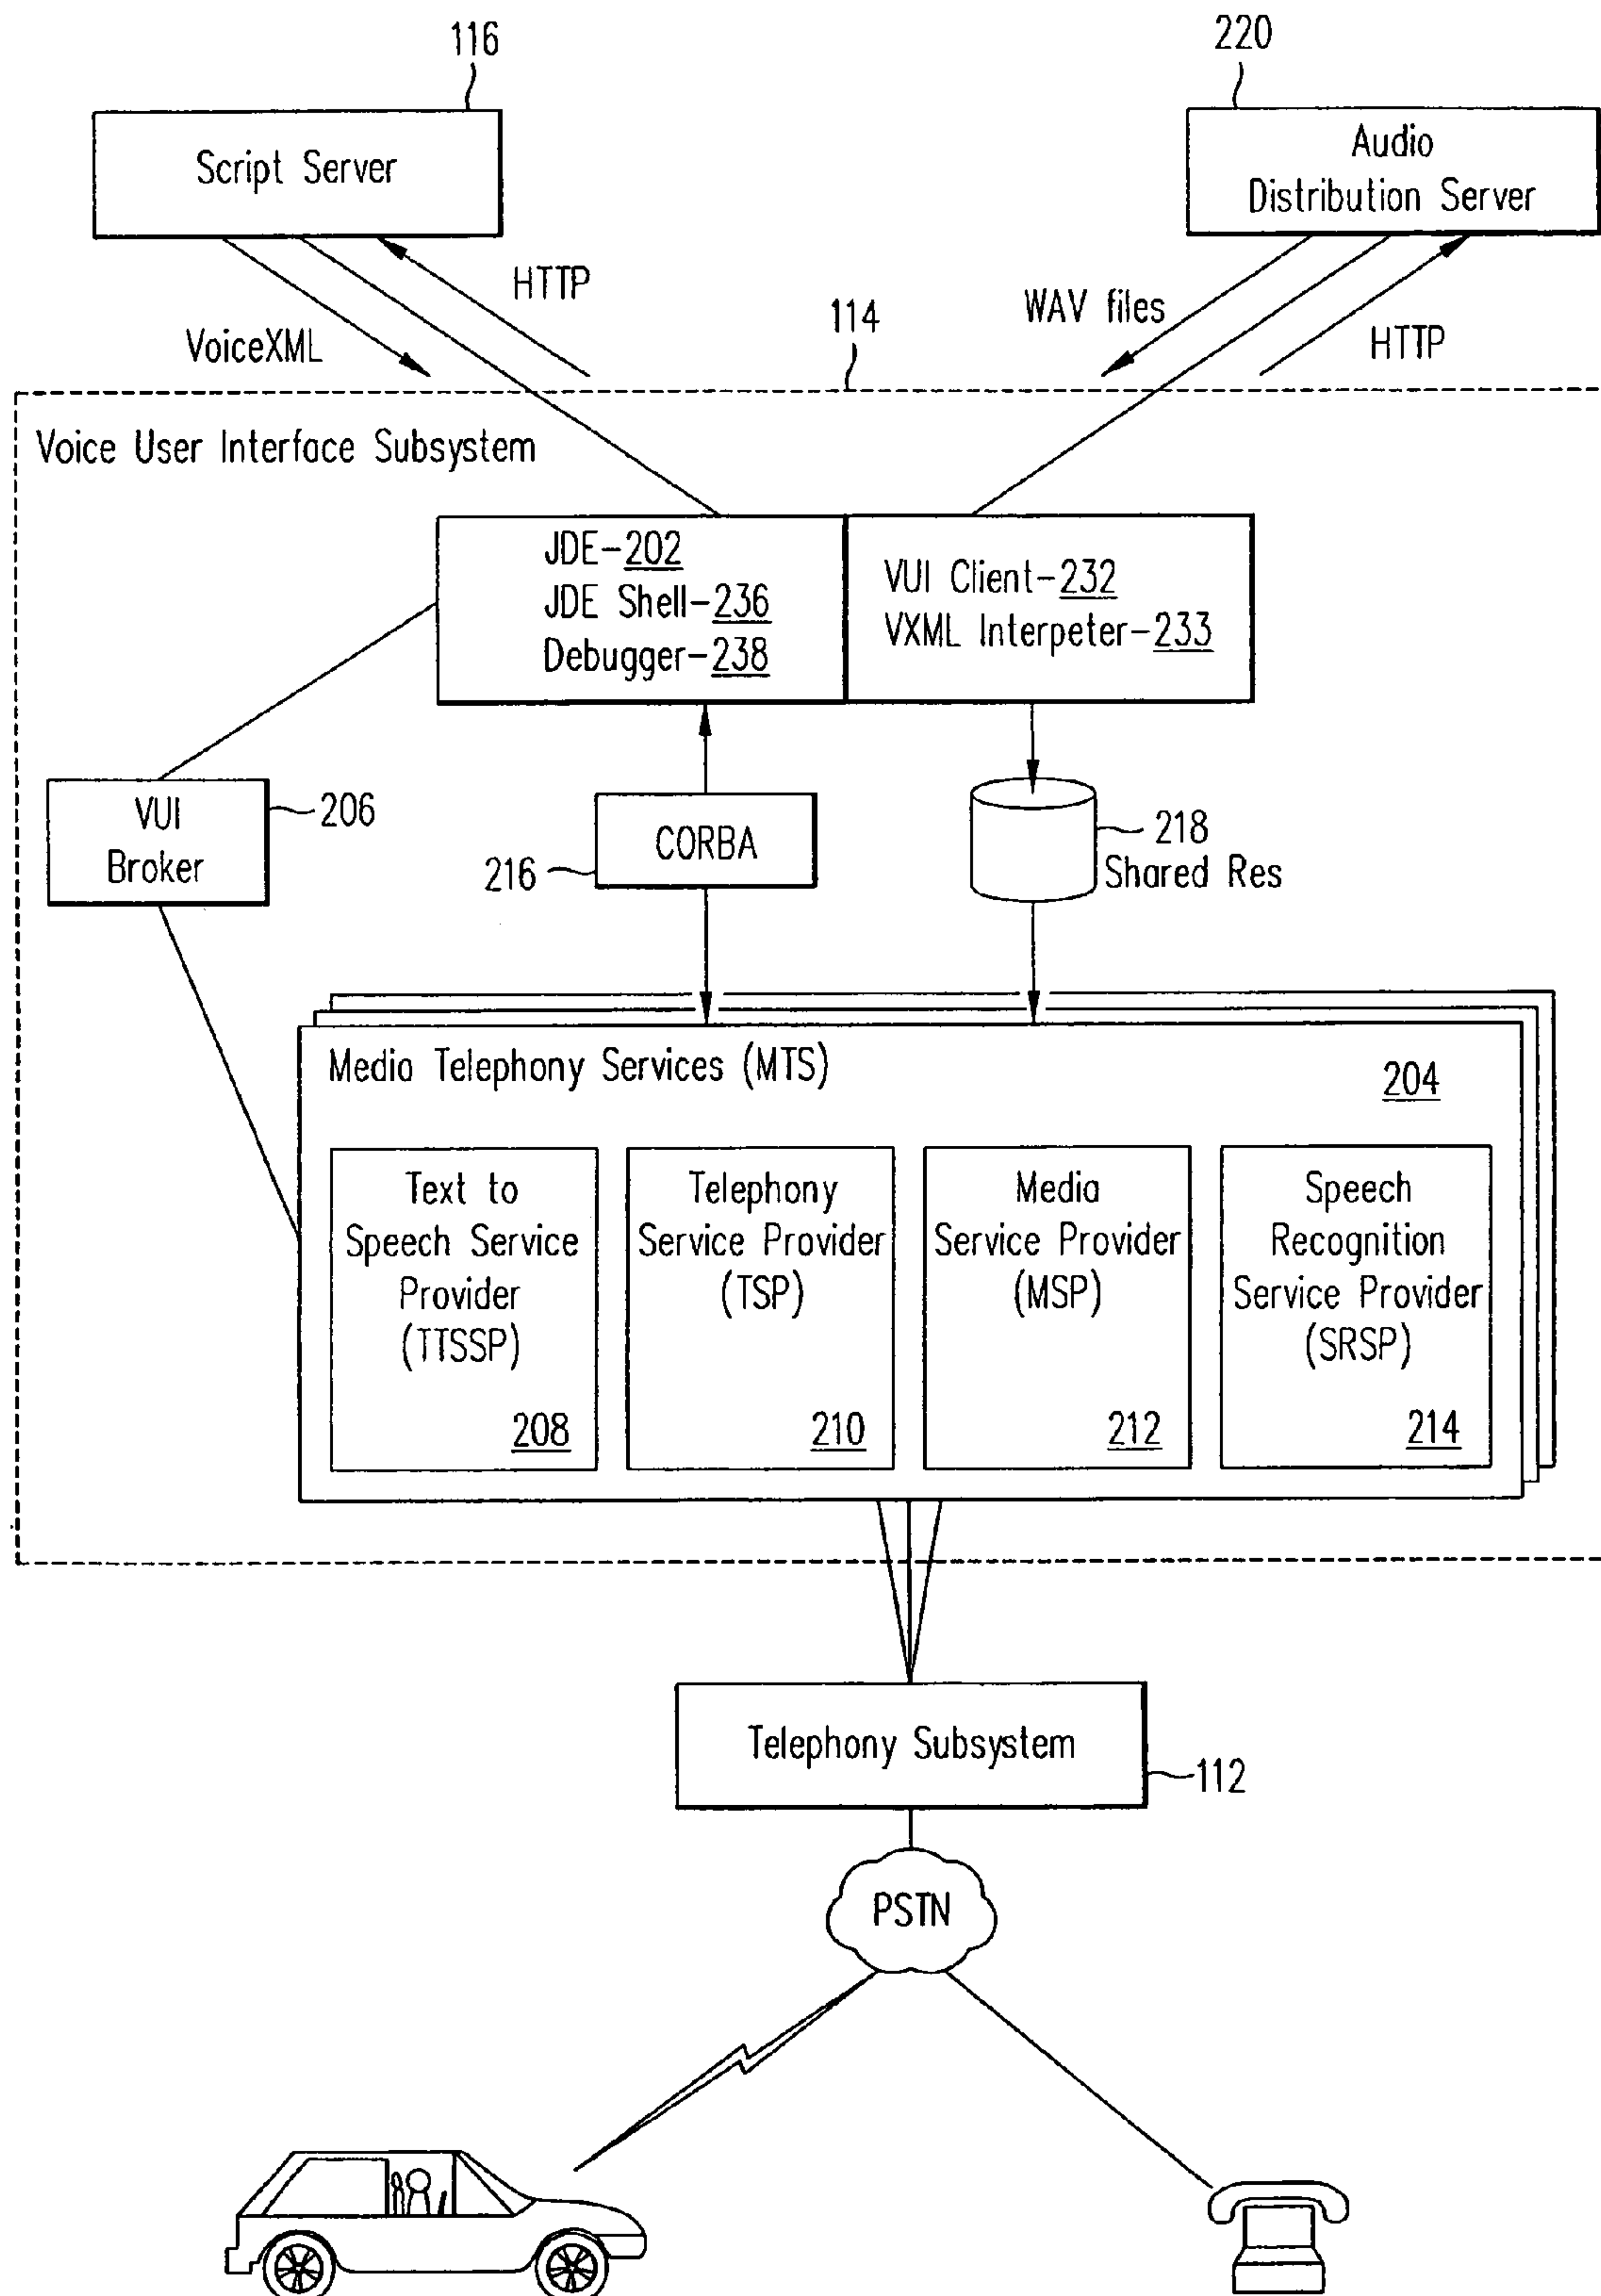 116
220
Script Server
Audio
Distribution Server
HTTP
VoiceXML
WAV files
HTTP
114
Voice User Interface Subsystem
JDE-202
JDE Shell-236
Debugger-238
VUI Client-232
VXML Interpeter-233
VUI
Broker
206
CORBA
216
218
Shared Res
Media Telephony Services (MTS)
204
Text to
Speech Service
Provider
(TTSSP)
208
Telephony
Service Provider
(TSP)
210
Media
Service Provider
(MSP)
212
Speech
Recognition
Service Provider
(SRSP)
214
Telephony Subsystem
112
PSTN